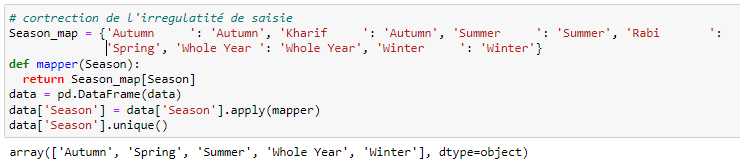 # cortrection de l'irregulatité de saisie
Season_map = {'Autumn     ': 'Autumn', 'Kharif     ': 'Autumn', 'Summer     ': 'Summer', 'Rabi       ':
              'Spring', 'Whole Year ': 'Whole Year', 'Winter     ': 'Winter'}
def mapper(Season):
  return Season_map[Season]
data = pd.DataFrame(data)
data['Season'] = data['Season'].apply(mapper)
data['Season'].unique()
array(['Autumn', 'Spring', 'Summer', 'Whole Year', 'Winter'], dtype=object)